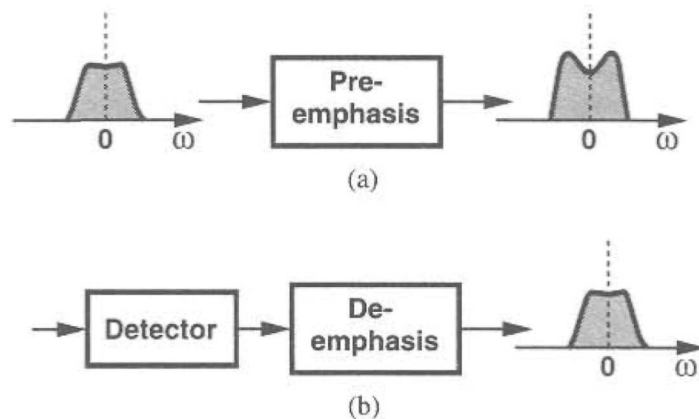 Pre-
emphasis
0 ω
0 ω
(a)
Detector
De-
emphasis
0 ω
(b)